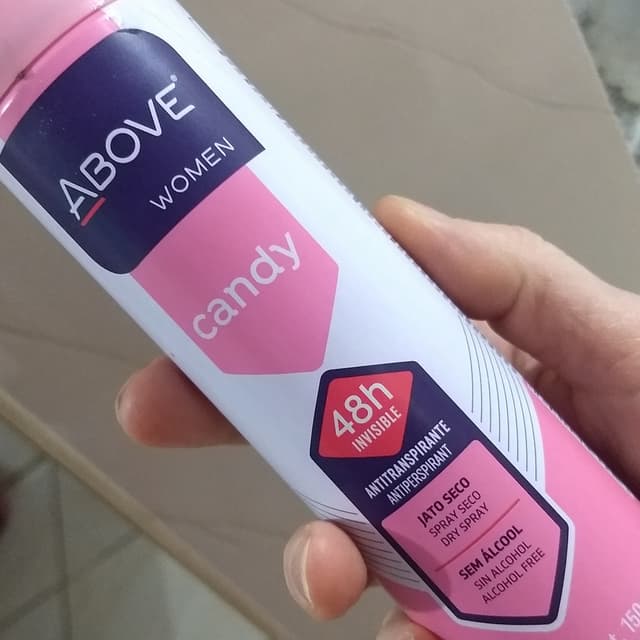 ABOVE®
WOMEN
candy
48h
INVISIBLE
ANTITRANSPIRANTE
ANTIPERSPIRANT
JATO SECO
SPRAY SECO
DRY SPRAY
SEM ÁLCOOL
SIN ALCOHOL
ALCOHOL FREE